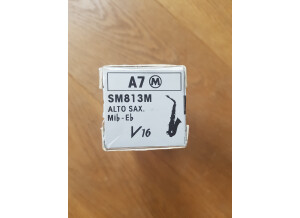 A7 M
SM813M
ALTO SAX.
MIb-Eb
V16